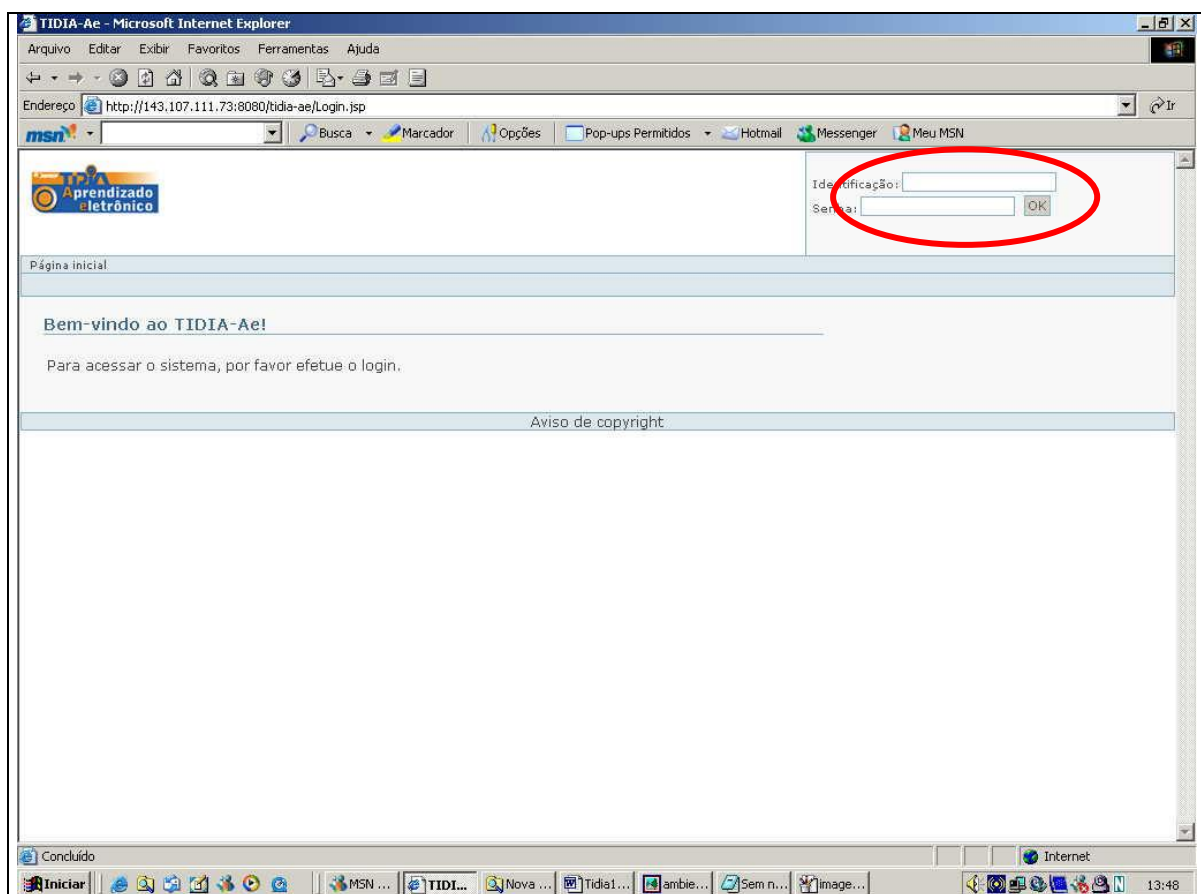 TIDIA-Ae - Microsoft Internet Explorer
Arquivo Editar Exibir Favoritos Ferramentas Ajuda
Endereço http://143.107.111.73:8080/tidia-ae/Login.jsp Ir
msn Busca Marcador Opções Pop-ups Permitidos Hotmail Messenger Meu MSN
TIDIA
Aprendizado
eletrônico
Identificação:
Senha: OK
Página inicial
Bem-vindo ao TIDIA-Ae!
Para acessar o sistema, por favor efetue o login.
Aviso de copyright
Concluído Internet
Iniciar MSN ... TIDI... Nova ... Tidia1... ambie... Sem n... image... 13:48